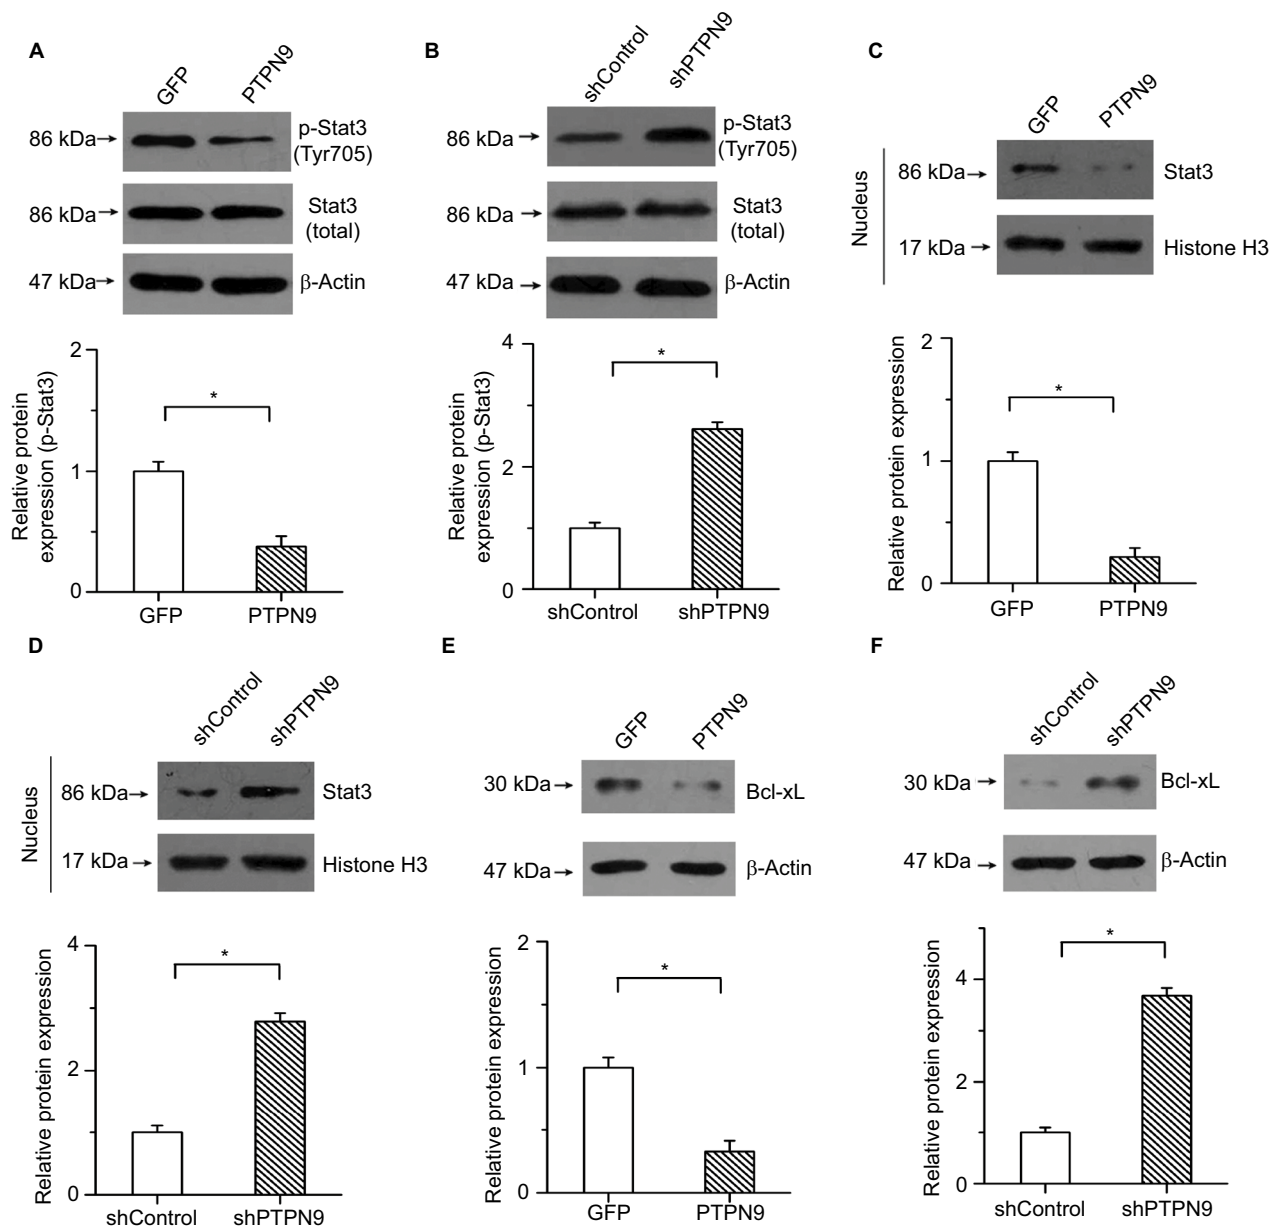 A
GFP
PTPN9
86 kDa
p-Stat3
(Tyr705)
86 kDa
Stat3
(total)
47 kDa
β-Actin
Relative protein
expression (p-Stat3)
2
1
0
*
GFP
PTPN9
B
shControl
shPTPN9
86 kDa
p-Stat3
(Tyr705)
86 kDa
Stat3
(total)
47 kDa
β-Actin
Relative protein
expression (p-Stat3)
4
2
0
*
shControl
shPTPN9
C
GFP
PTPN9
Nucleus
86 kDa
Stat3
17 kDa
Histone H3
Relative protein expression
2
1
0
*
GFP
PTPN9
D
shControl
shPTPN9
Nucleus
86 kDa
Stat3
17 kDa
Histone H3
Relative protein expression
4
2
0
*
shControl
shPTPN9
E
GFP
PTPN9
30 kDa
Bcl-xL
47 kDa
β-Actin
Relative protein expression
2
1
0
*
GFP
PTPN9
F
shControl
shPTPN9
30 kDa
Bcl-xL
47 kDa
β-Actin
Relative protein expression
4
2
0
*
shControl
shPTPN9